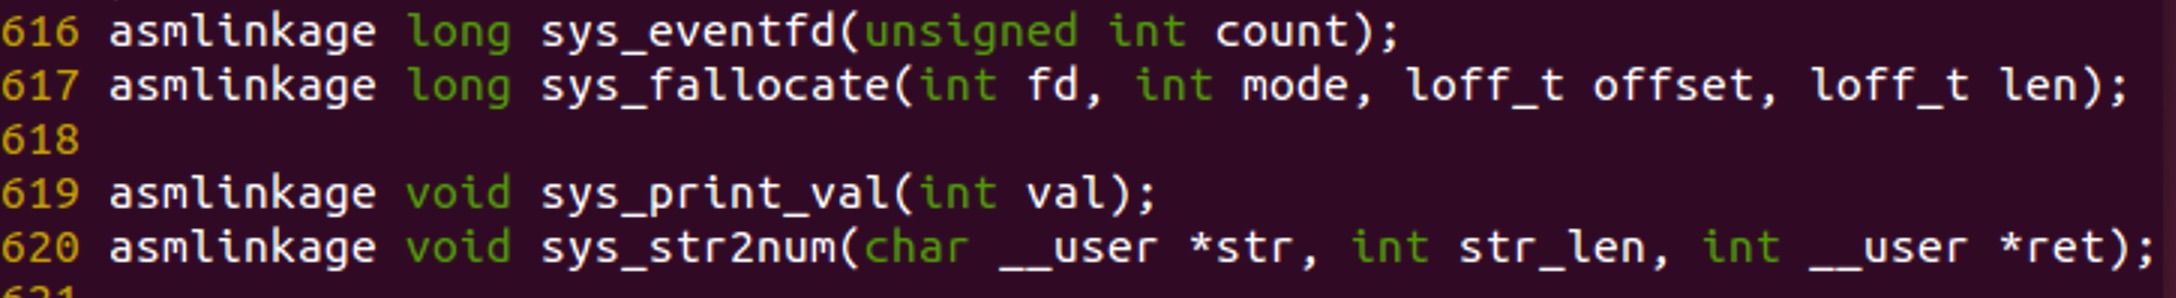 616 asmlinkage long sys_eventfd(unsigned int count);
617 asmlinkage long sys_fallocate(int fd, int mode, loff_t offset, loff_t len);
618
619 asmlinkage void sys_print_val(int val);
620 asmlinkage void sys_str2num(char __user *str, int str_len, int __user *ret);
621